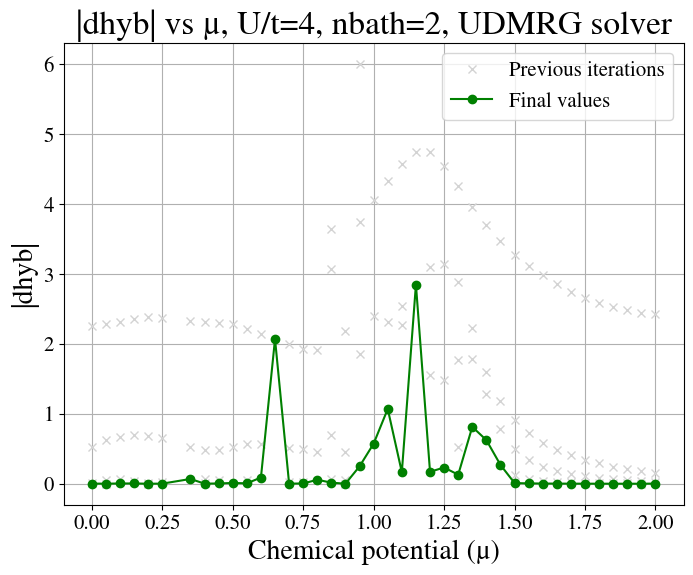 |dhyb| vs μ, U/t=4, nbath=2, UDMRG solver
Previous iterations
Final values
6
5
4
3
2
1
0
|dhyb|
0.00 0.25 0.50 0.75 1.00 1.25 1.50 1.75 2.00
Chemical potential (μ)